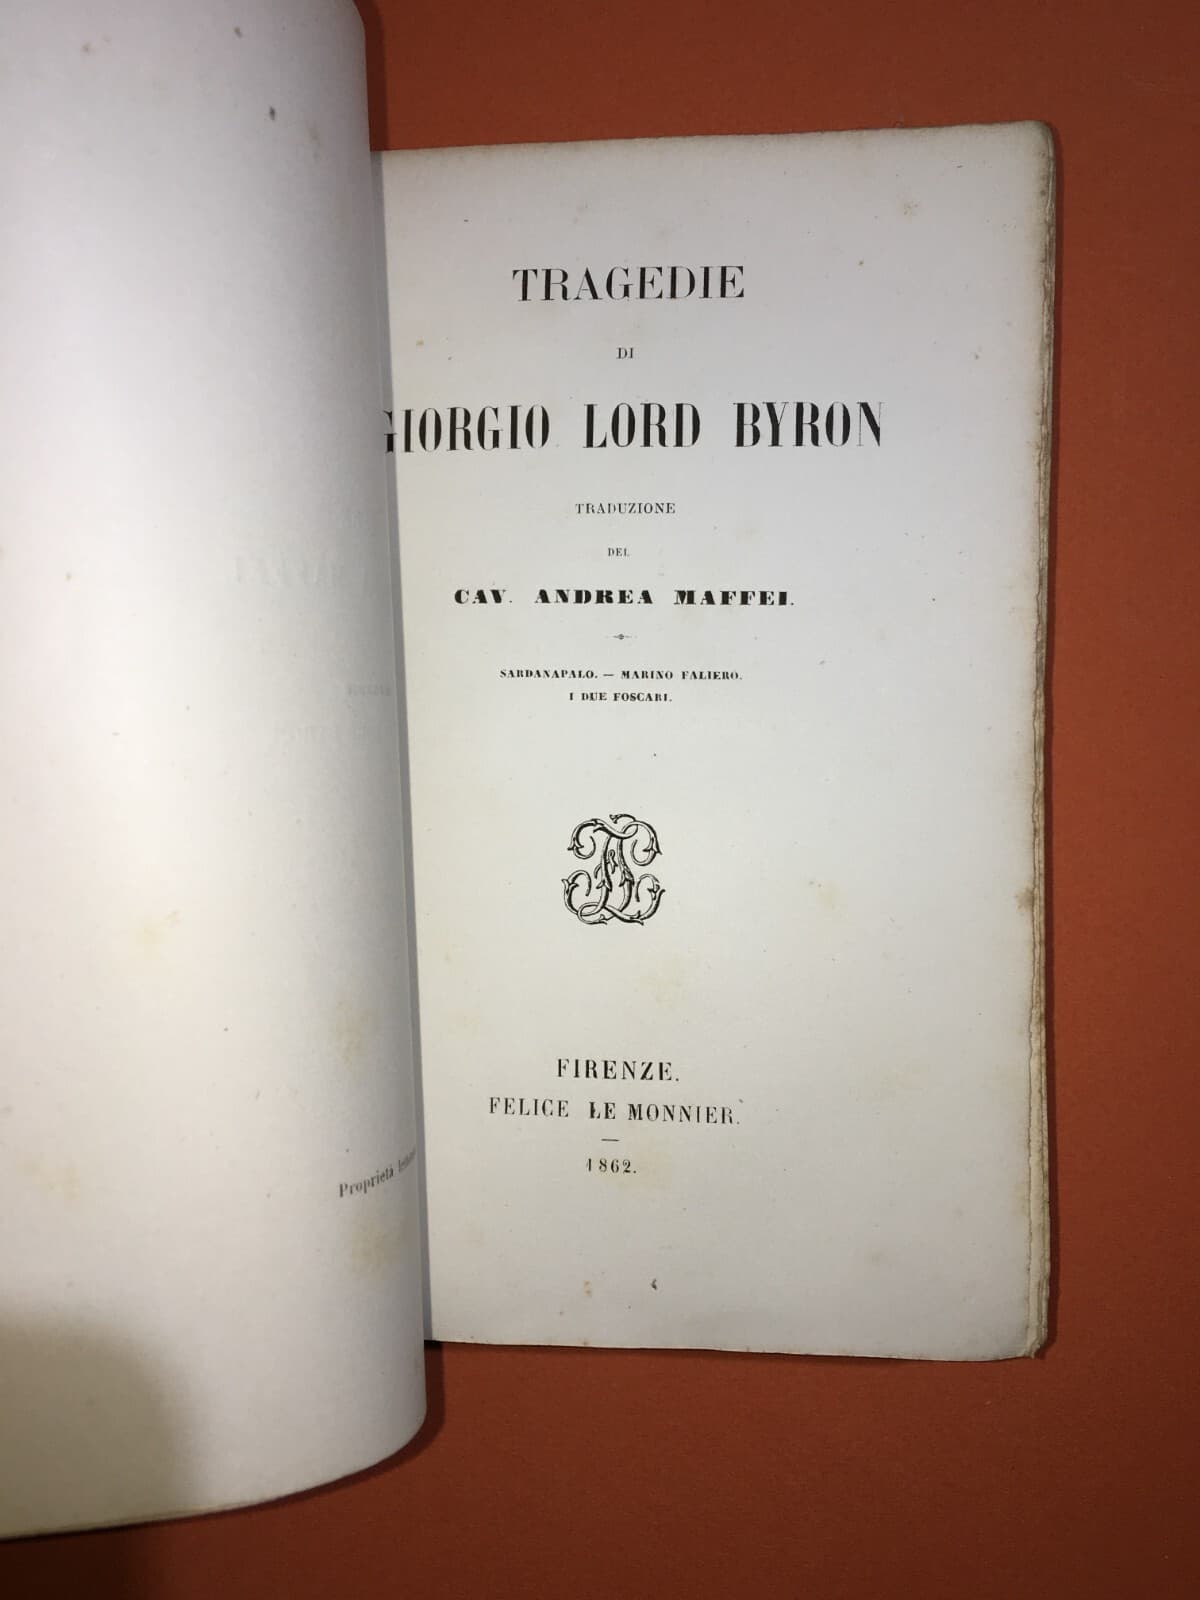 TRAGEDIE
DI
GIORGIO LORD BYRON
TRADUZIONE
DEL
CAV. ANDREA MAFFEI.
SARDANAPALO. — MARINO FALIERO.
I DUE FOSCARI.
FIRENZE.
FELICE LE MONNIER.
1862.
Proprietà